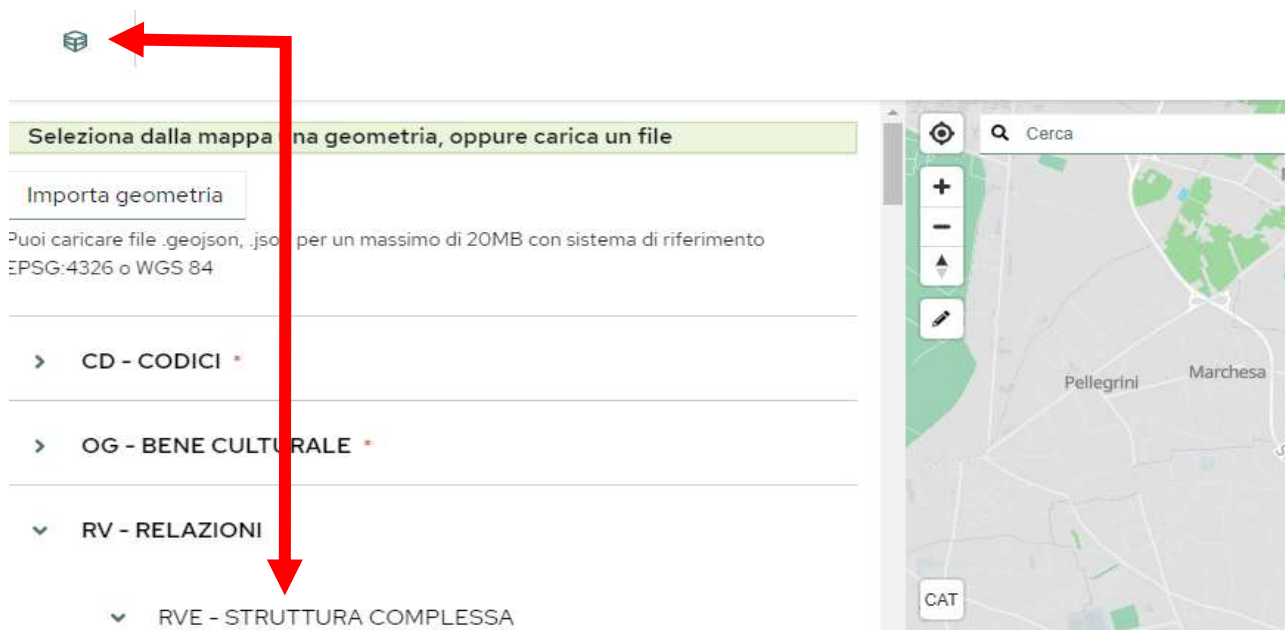 Seleziona dalla mappa una geometria, oppure carica un file
Cerca
Importa geometria
Puoi caricare file .geojson, .json per un massimo di 20MB con sistema di riferimento
EPSG:4326 o WGS 84
CD - CODICI *
Pellegrini
Marchesa
OG - BENE CULTURALE *
RV - RELAZIONI
CAT
RVE - STRUTTURA COMPLESSA